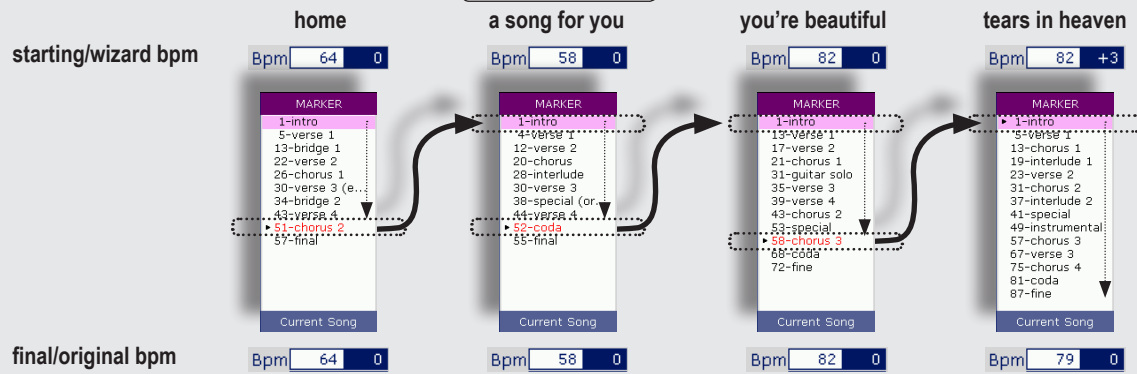 home
a song for you
you're beautiful
tears in heaven
starting/wizard bpm
Bpm 64 0
Bpm 58 0
Bpm 82 0
Bpm 82 +3
MARKER
1-intro
5-verse 1
13-bridge 1
22-verse 2
26-chorus 1
30-verse 3 (e...
34-bridge 2
43-verse 4
51-chorus 2
57-final
Current Song
MARKER
1-intro
4-verse 1
12-verse 2
20-chorus
28-interlude
30-verse 3
38-special (or...
44-verse 4
52-coda
55-final
Current Song
MARKER
1-intro
13-verse 1
17-verse 2
21-chorus 1
31-guitar solo
35-verse 3
39-verse 4
43-chorus 2
53-special
58-chorus 3
68-coda
72-fine
Current Song
MARKER
1-intro
5-verse 1
13-chorus 1
19-interlude 1
23-verse 2
31-chorus 2
37-interlude 2
41-special
49-instrumental
57-chorus 3
67-verse 3
75-chorus 4
81-coda
87-fine
Current Song
final/original bpm
Bpm 64 0
Bpm 58 0
Bpm 82 0
Bpm 79 0